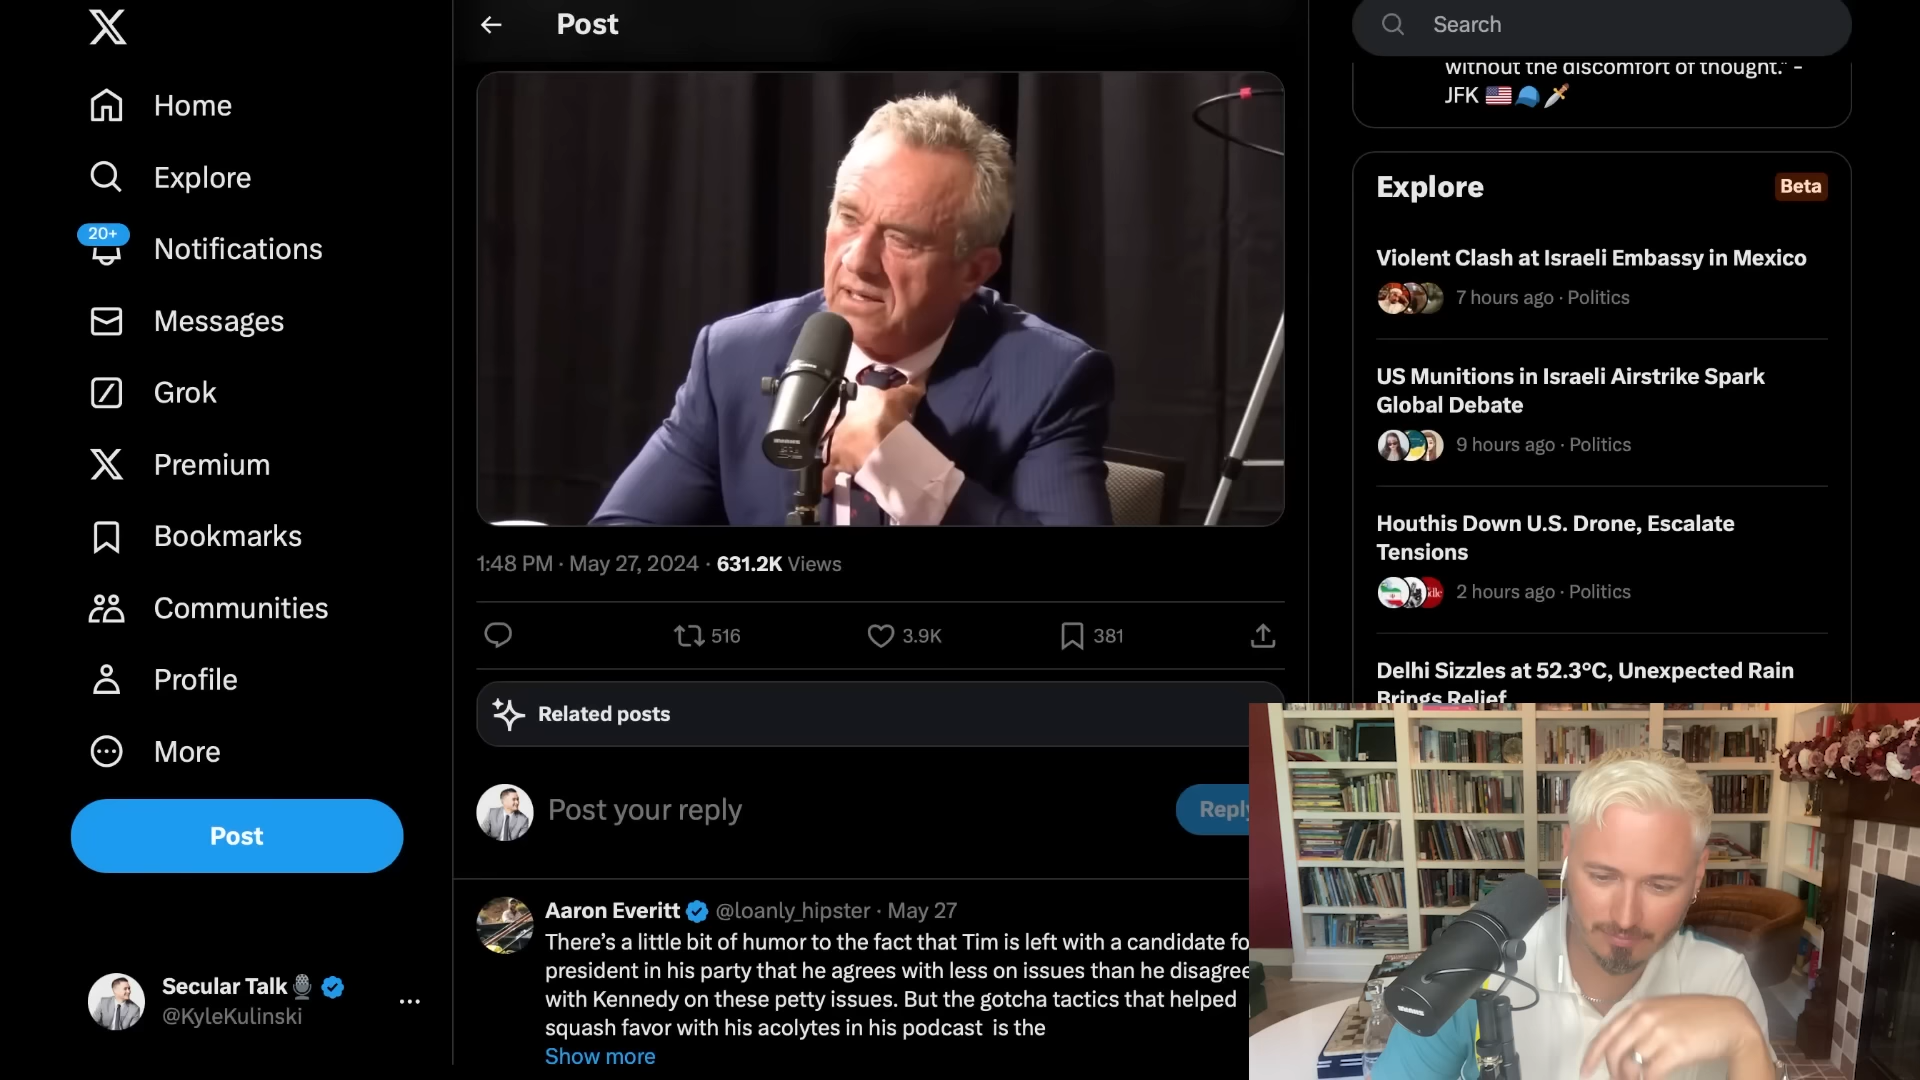 Home
Explore
20+
Notifications
Messages
Grok
Premium
Bookmarks
Communities
Profile
More
Post
Secular Talk
@KyleKulinski
Post
1:48 PM · May 27, 2024 · 631.2K Views
516
3.9K
381
Related posts
Post your reply
Reply
Aaron Everitt @loanly_hipster · May 27
There’s a little bit of humor to the fact that Tim is left with a candidate fo
president in his party that he agrees with less on issues than he disagree
with Kennedy on these petty issues. But the gotcha tactics that helped
squash favor with his acolytes in his podcast is the
Show more
Search
without the discomfort of thought." -
JFK 🇺🇸🧢🗡️
Explore
Beta
Violent Clash at Israeli Embassy in Mexico
7 hours ago · Politics
US Munitions in Israeli Airstrike Spark
Global Debate
9 hours ago · Politics
Houthis Down U.S. Drone, Escalate
Tensions
2 hours ago · Politics
Delhi Sizzles at 52.3°C, Unexpected Rain
Brings Relief